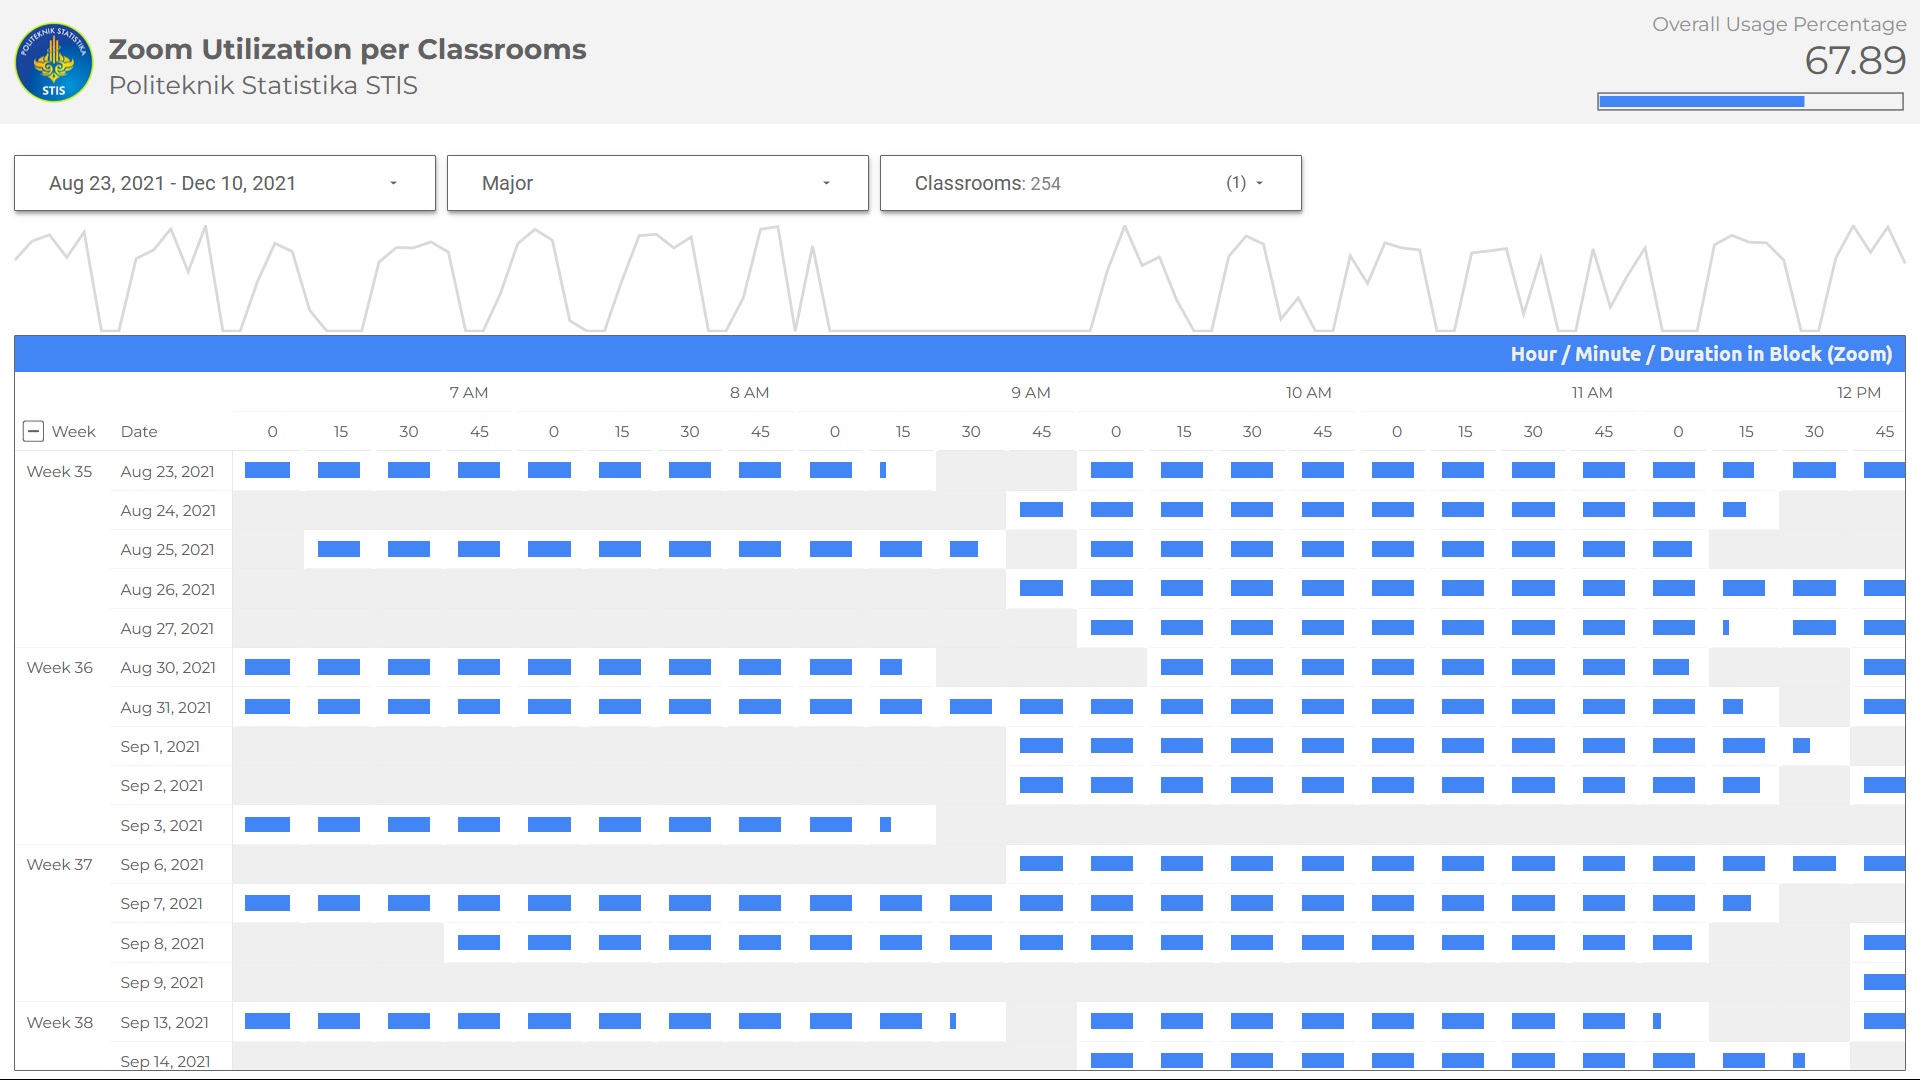 POLITEKNIK STATISTIKA
STIS
Zoom Utilization per Classrooms
Politeknik Statistika STIS
Overall Usage Percentage
67.89
Aug 23, 2021 - Dec 10, 2021
Major
Classrooms: 254 (1)
Hour / Minute / Duration in Block (Zoom)
7 AM 8 AM 9 AM 10 AM 11 AM 12 PM
Week Date 0 15 30 45 0 15 30 45 0 15 30 45 0 15 30 45 0 15 30 45 0 15 30 45
Week 35 Aug 23, 2021
Aug 24, 2021
Aug 25, 2021
Aug 26, 2021
Aug 27, 2021
Week 36 Aug 30, 2021
Aug 31, 2021
Sep 1, 2021
Sep 2, 2021
Sep 3, 2021
Week 37 Sep 6, 2021
Sep 7, 2021
Sep 8, 2021
Sep 9, 2021
Week 38 Sep 13, 2021
Sep 14, 2021